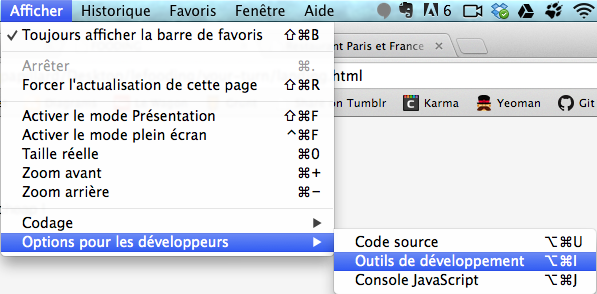 Afficher Historique Favoris Fenêtre Aide 6
✓ Toujours afficher la barre de favoris ⇧⌘B
nt Paris et France ×
Arrêter ⌘.
Forcer l'actualisation de cette page ⇧⌘R
html
on Tumblr Karma Yeoman Git
Activer le mode Présentation ⇧⌘F
Activer le mode plein écran ^⌘F
Taille réelle ⌘0
Zoom avant ⌘+
Zoom arrière ⌘−
Codage ▶
Options pour les développeurs ▶
Code source ⌥⌘U
Outils de développement ⌥⌘I
Console JavaScript ⌥⌘J